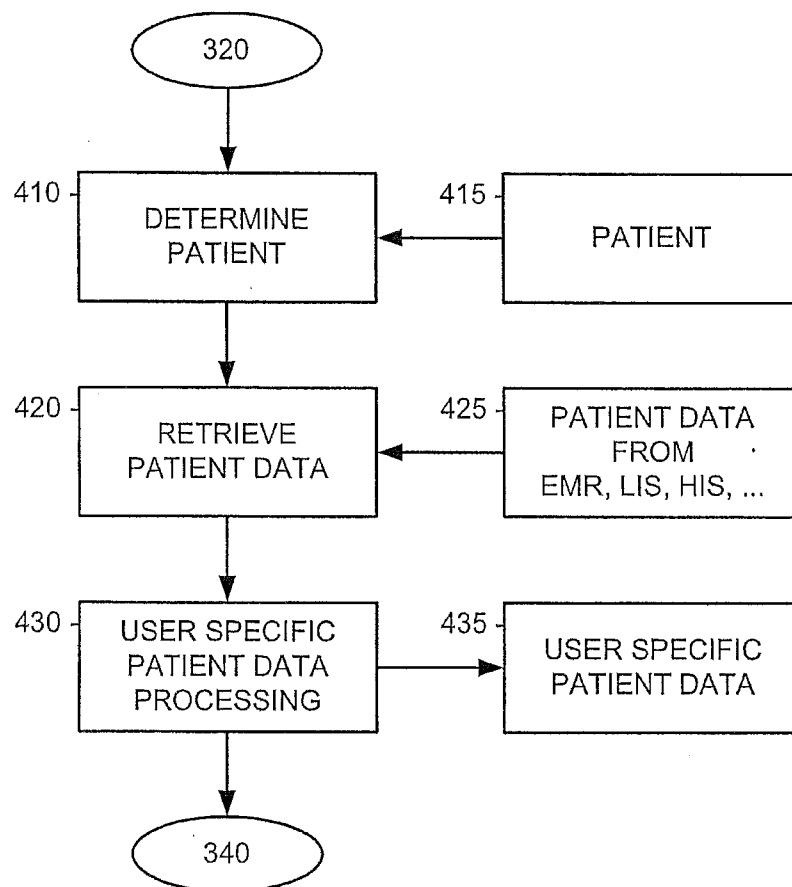 320
410
DETERMINE
PATIENT
415
PATIENT
420
RETRIEVE
PATIENT DATA
425
PATIENT DATA
FROM
EMR, LIS, HIS, ...
430
USER SPECIFIC
PATIENT DATA
PROCESSING
435
USER SPECIFIC
PATIENT DATA
340